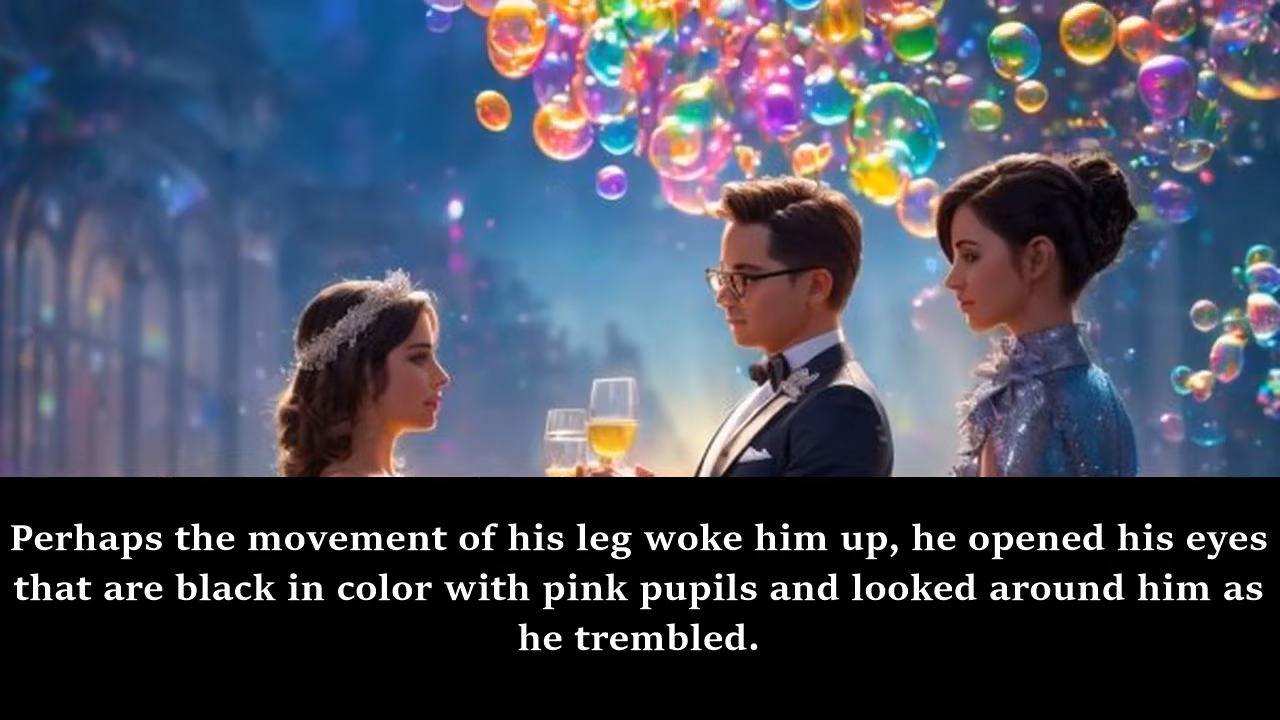 Perhaps the movement of his leg woke him up, he opened his eyes
that are black in color with pink pupils and looked around him as
he trembled.